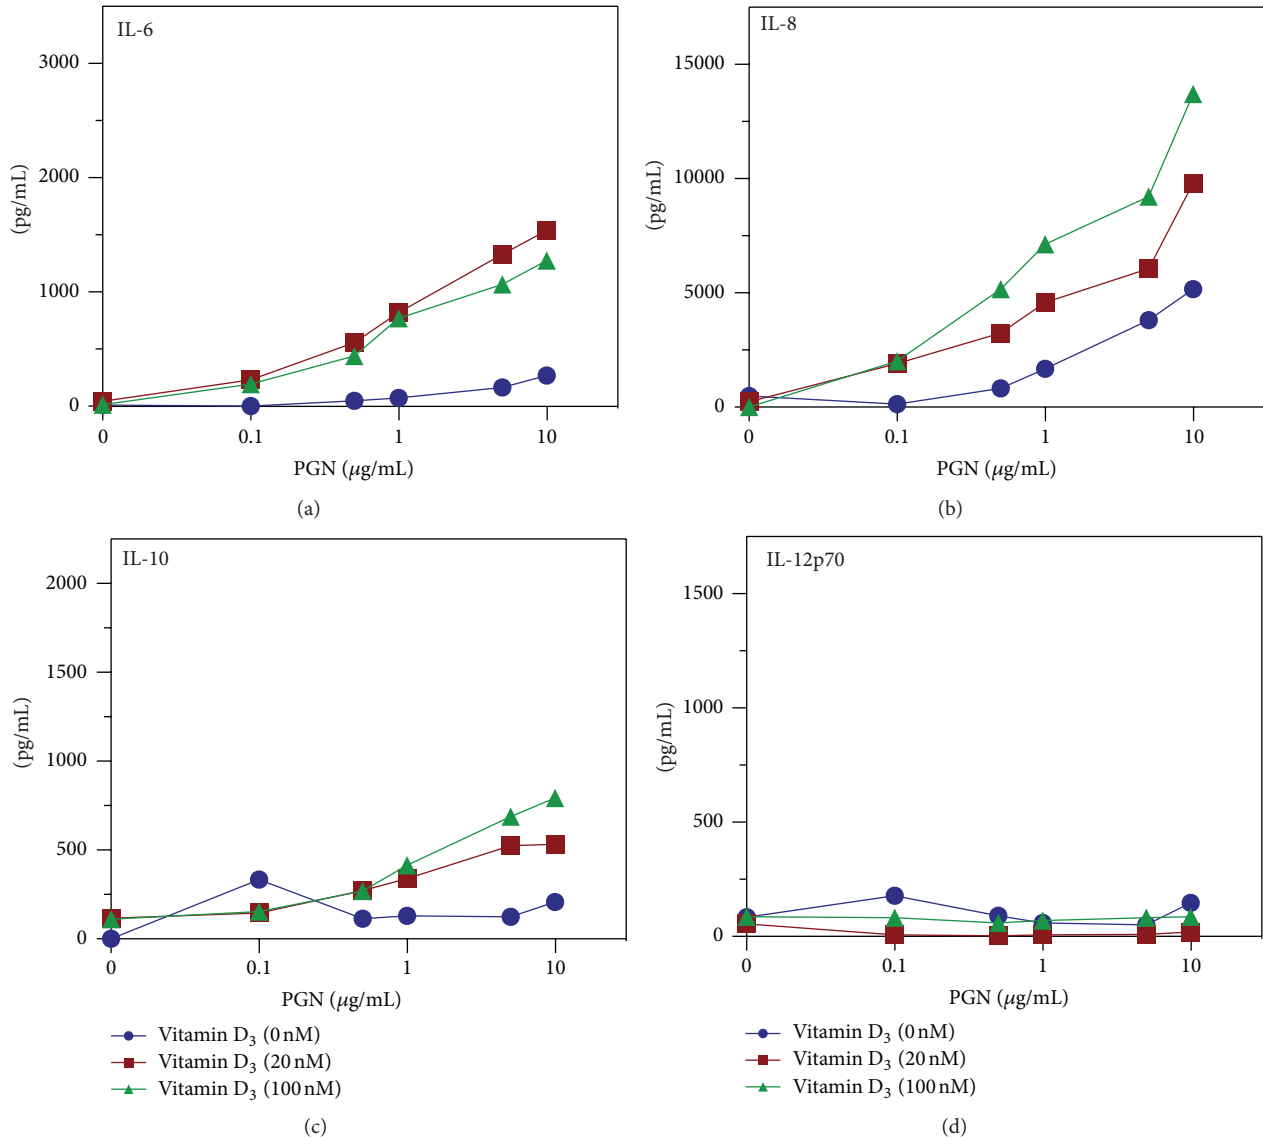 IL-6
3000
2000
1000
0
(pg/mL)
0
0.1
1
10
PGN (μg/mL)
(a)
IL-8
15000
10000
5000
0
(pg/mL)
0
0.1
1
10
PGN (μg/mL)
(b)
IL-10
2000
1500
1000
500
0
(pg/mL)
0
0.1
1
10
PGN (μg/mL)
Vitamin D3 (0 nM)
Vitamin D3 (20 nM)
Vitamin D3 (100 nM)
(c)
IL-12p70
1500
1000
500
0
(pg/mL)
0
0.1
1
10
PGN (μg/mL)
Vitamin D3 (0 nM)
Vitamin D3 (20 nM)
Vitamin D3 (100 nM)
(d)